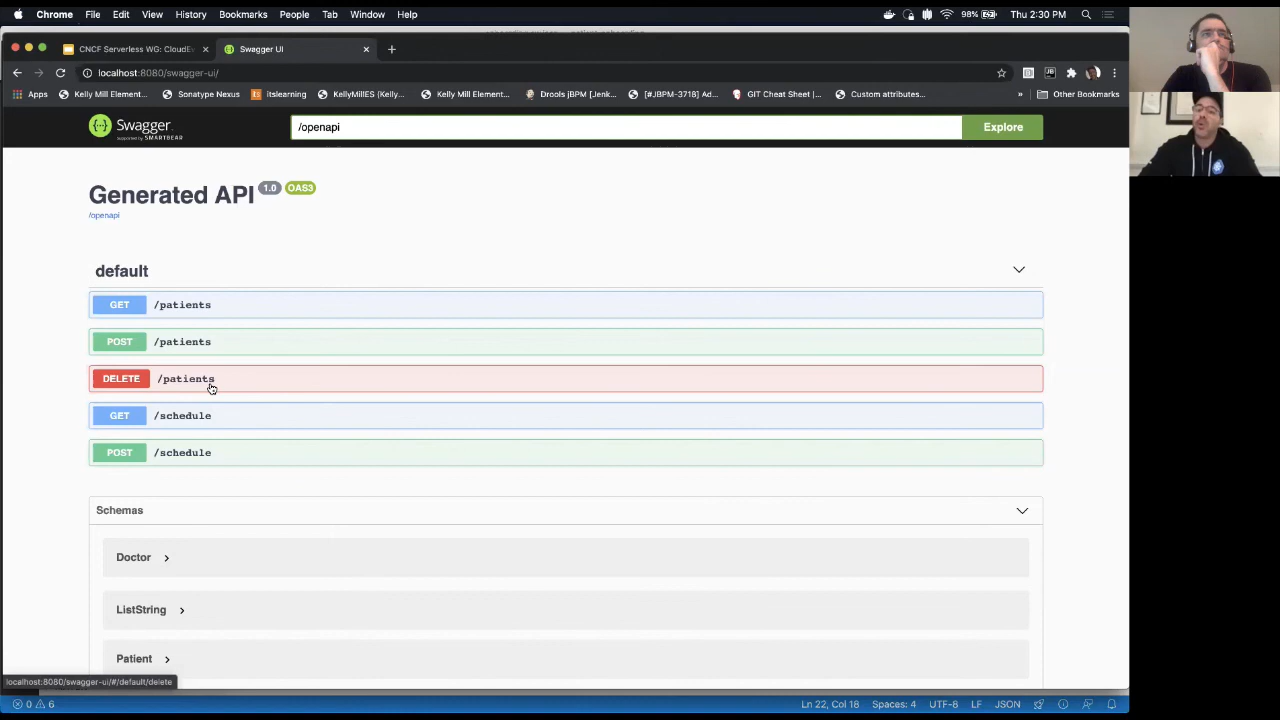 Chrome File Edit View History Bookmarks People Tab Window Help 98% Thu 2:30 PM
CNCF Serverless WG: CloudEv Swagger UI
localhost:8080/swagger-ui/
Apps Kelly Mill Element... Sonatype Nexus itslearning KellyMillES (Kelly... Kelly Mill Element... Drools jBPM [Jenk... [#JBPM-3718] Ad... GIT Cheat Sheet |... Custom attributes... » Other Bookmarks
Swagger. /openapi Explore
Supported by SMARTBEAR
Generated API 1.0 OAS3
/openapi
default
GET /patients
POST /patients
DELETE /patients
GET /schedule
POST /schedule
Schemas
Doctor
ListString
Patient
localhost:8080/swagger-ui/#/default/delete
0 6 Ln 22, Col 18 Spaces: 4 UTF-8 LF JSON